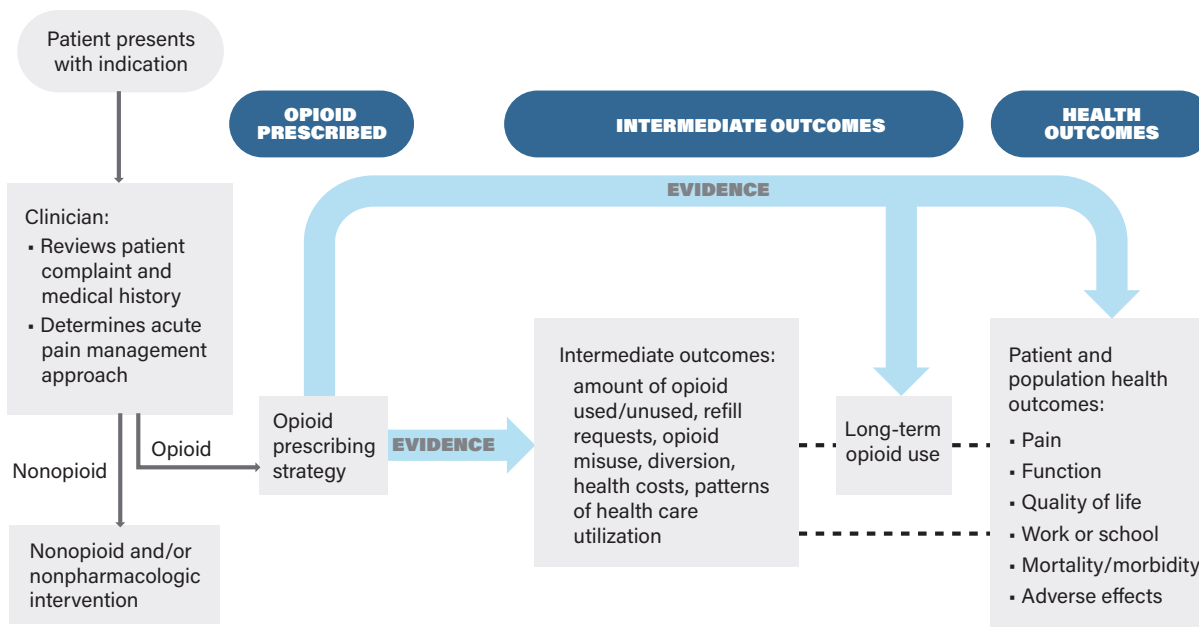 Patient presents
with indication
OPIOID
PRESCRIBED
INTERMEDIATE OUTCOMES
HEALTH
OUTCOMES
EVIDENCE
Clinician:
▪ Reviews patient
complaint and
medical history
▪ Determines acute
pain management
approach
Nonopioid
Opioid
Opioid
prescribing
strategy
EVIDENCE
Intermediate outcomes:
amount of opioid
used/unused, refill
requests, opioid
misuse, diversion,
health costs, patterns
of health care
utilization
Long-term
opioid use
Patient and
population health
outcomes:
▪ Pain
▪ Function
▪ Quality of life
▪ Work or school
▪ Mortality/morbidity
▪ Adverse effects
Nonopioid and/or
nonpharmacologic
intervention